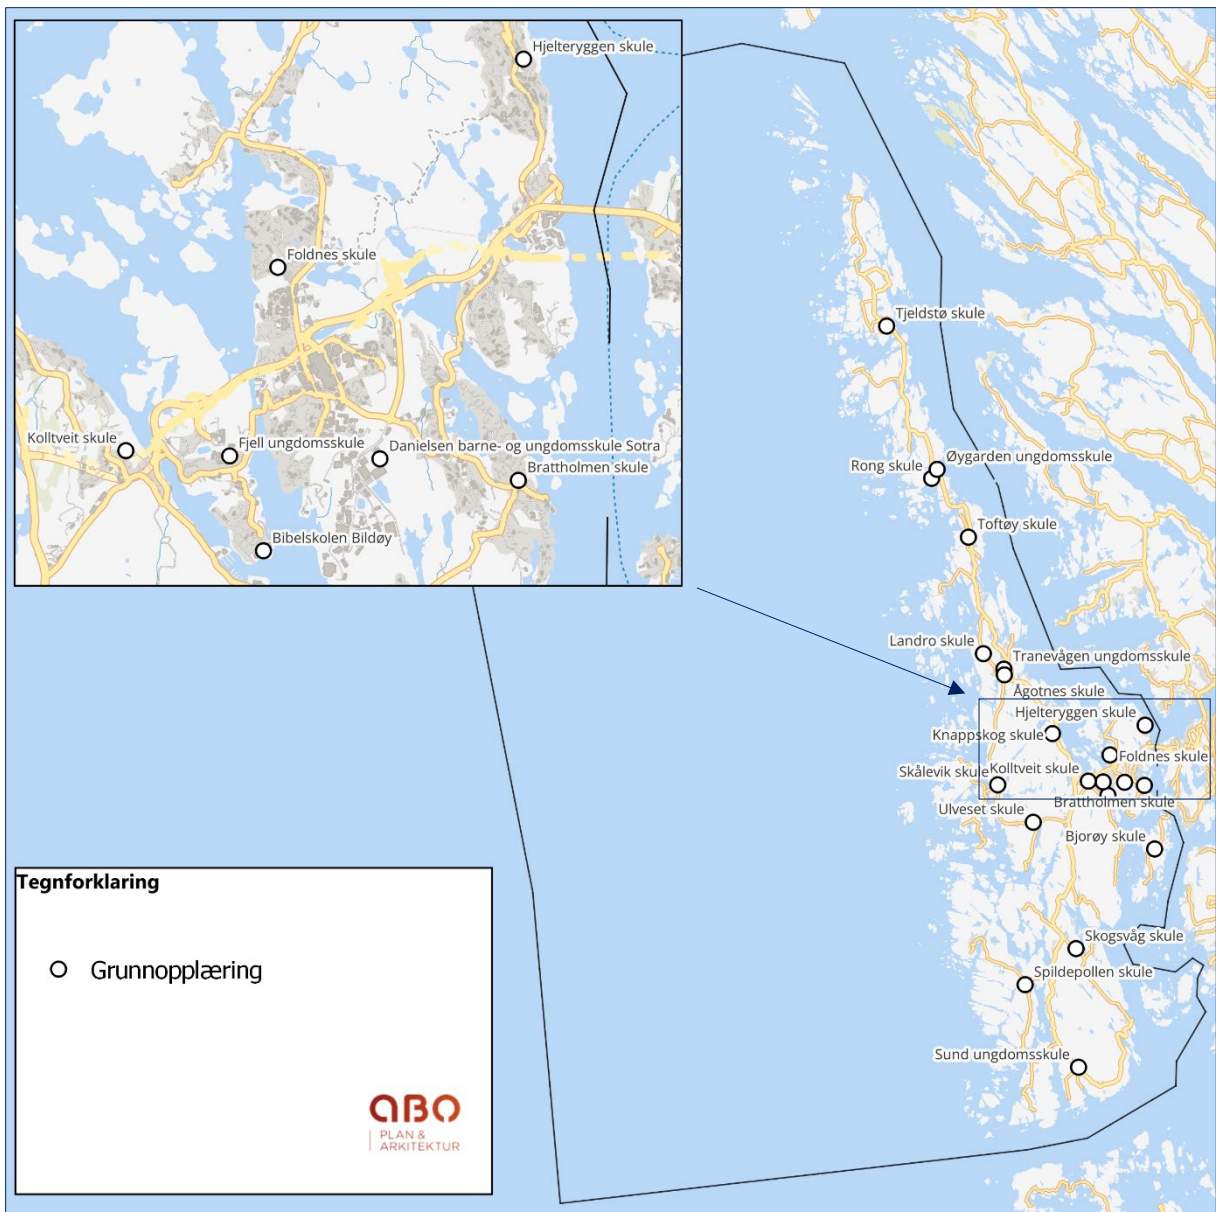 Hjelteryggen skule
Foldnes skule
Kolltveit skule
Fjell ungdomsskule
Danielsen barne- og ungdomsskule Sotra
Brattholmen skule
Bibelskolen Bildøy
Tjeldstø skule
Øygarden ungdomsskule
Rong skule
Toftøy skule
Landro skule
Tranevågen ungdomsskule
Ågotnes skule
Hjelteryggen skule
Knappskog skule
Foldnes skule
Skålevik skule
Kolltveit skule
Brattholmen skule
Ulveset skule
Bjorøy skule
Skogsvåg skule
Spildepollen skule
Sund ungdomsskule
Tegnforklaring
Grunnopplæring
ABO
PLAN &
ARKITEKTUR